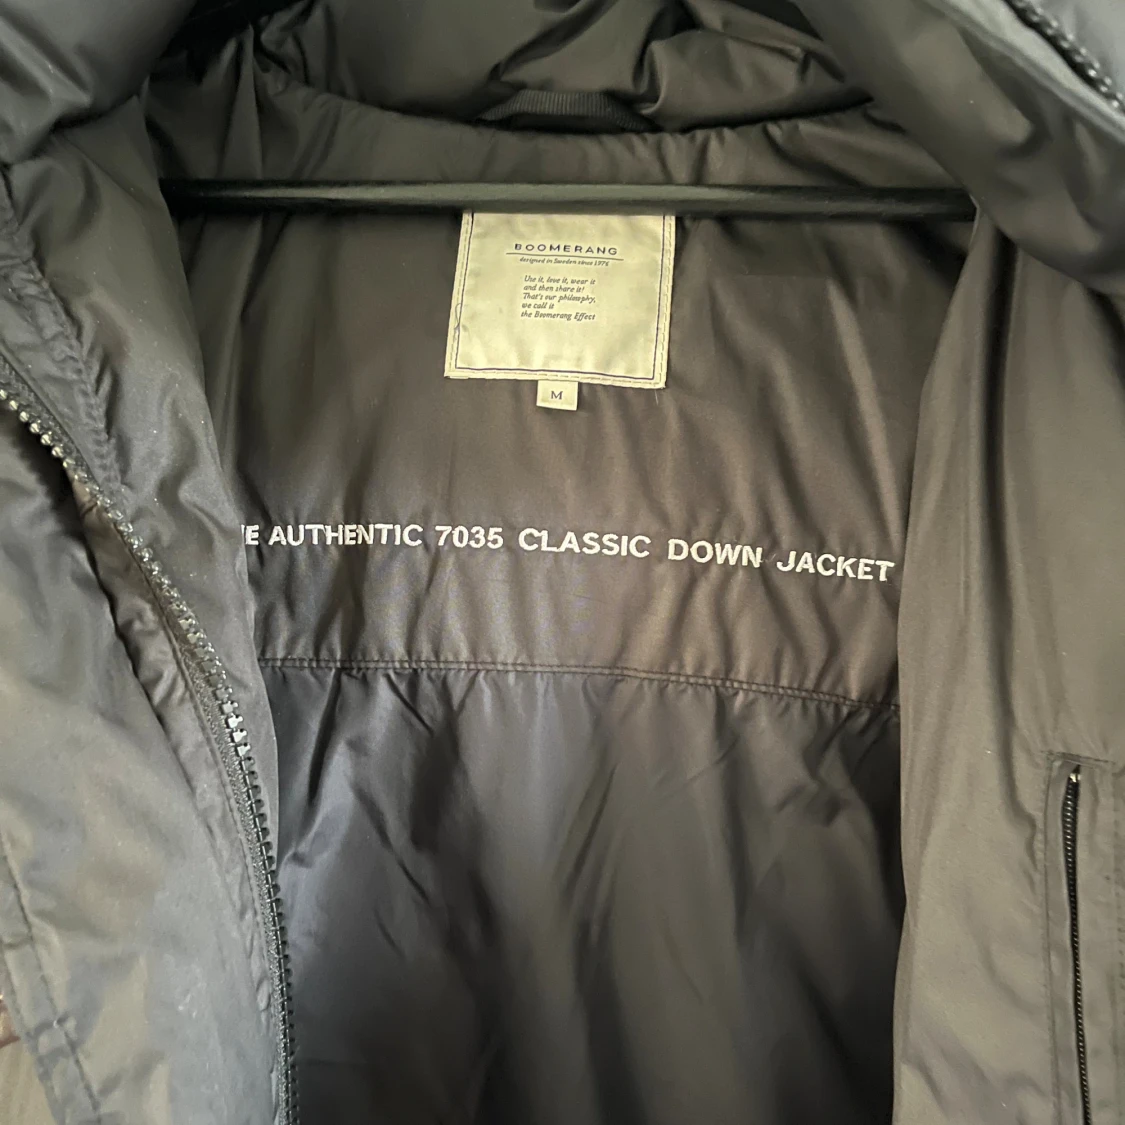 BOOMERANG
designed in Sweden since 1976
Use it, love it, wear it
and then share it!
That's our philosophy,
we call it
the Boomerang Effect
M
E AUTHENTIC 7035 CLASSIC DOWN JACKET